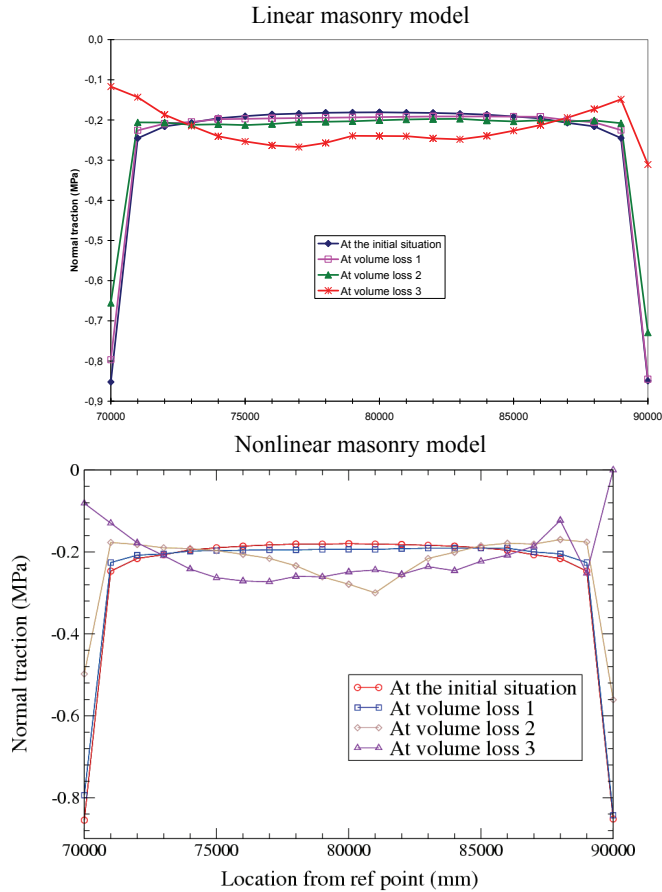 Linear masonry model
0,0
-0,1
-0,2
-0,3
-0,4
-0,5
-0,6
-0,7
-0,8
-0,9
Normal traction (MPa)
At the initial situation
At volume loss 1
At volume loss 2
At volume loss 3
70000 75000 80000 85000 90000
Nonlinear masonry model
0
-0.2
-0.4
-0.6
-0.8
Normal traction (MPa)
At the initial situation
At volume loss 1
At volume loss 2
At volume loss 3
70000 75000 80000 85000 90000
Location from ref point (mm)